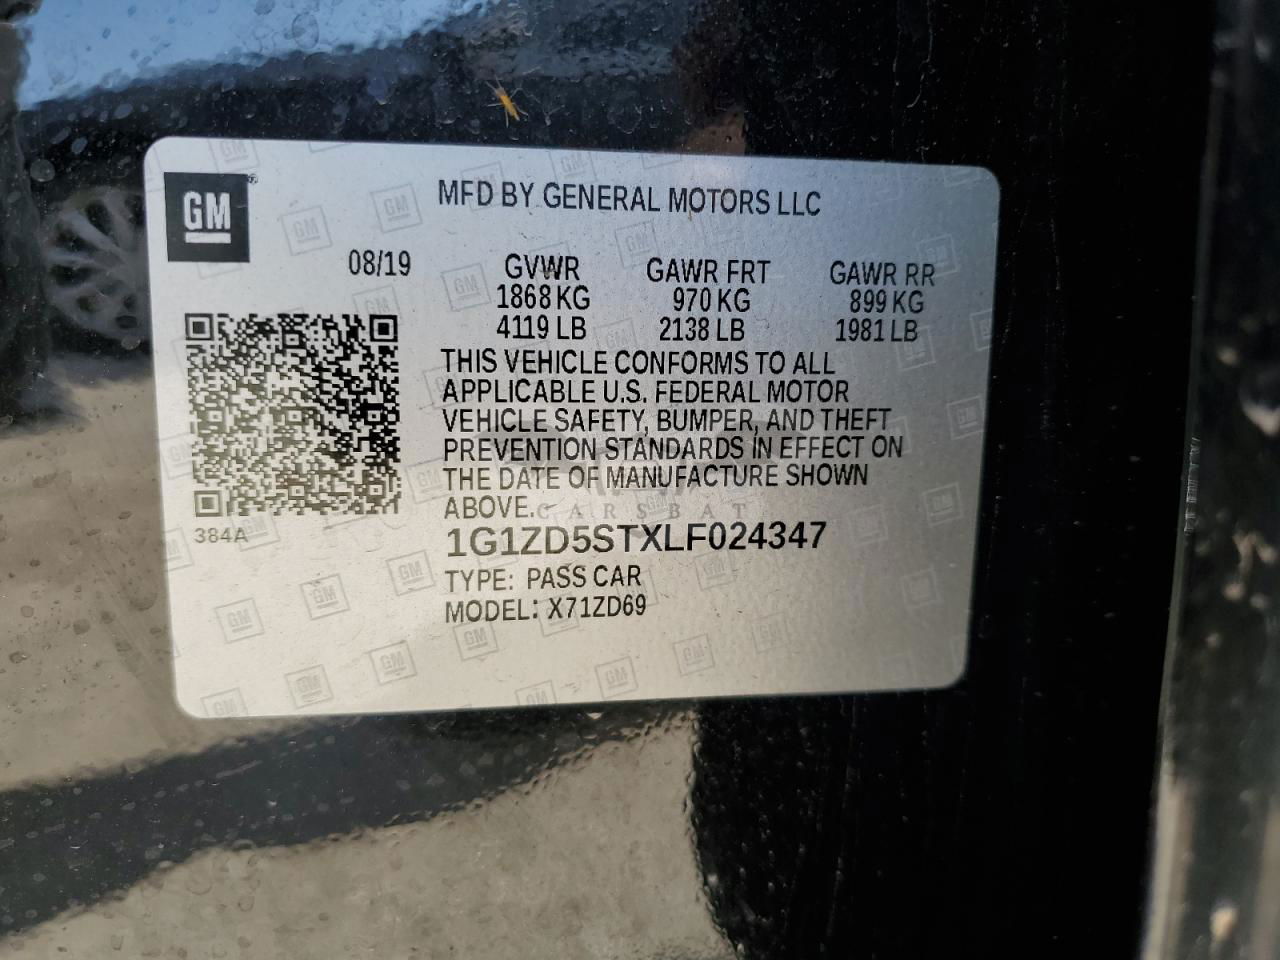 GM®
MFD BY GENERAL MOTORS LLC
08/19
GVWR GAWR FRT GAWR RR
1868 KG 970 KG 899 KG
4119 LB 2138 LB 1981 LB
THIS VEHICLE CONFORMS TO ALL
APPLICABLE U.S. FEDERAL MOTOR
VEHICLE SAFETY, BUMPER, AND THEFT
PREVENTION STANDARDS IN EFFECT ON
THE DATE OF MANUFACTURE SHOWN
ABOVE.
CARSBAT
384A
1G1ZD5STXLF024347
TYPE: PASS CAR
MODEL: X71ZD69